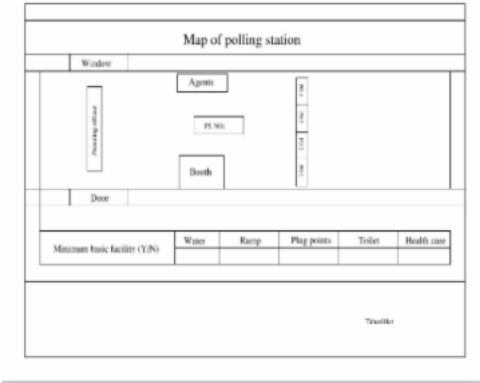 Map of polling station
Window
Agents
Presiding officer
PS NO:
Booth
Door
Minimum basic facility (Y/N)
Water
Ramp
Plug points
Toilet
Health care
Tahsildar